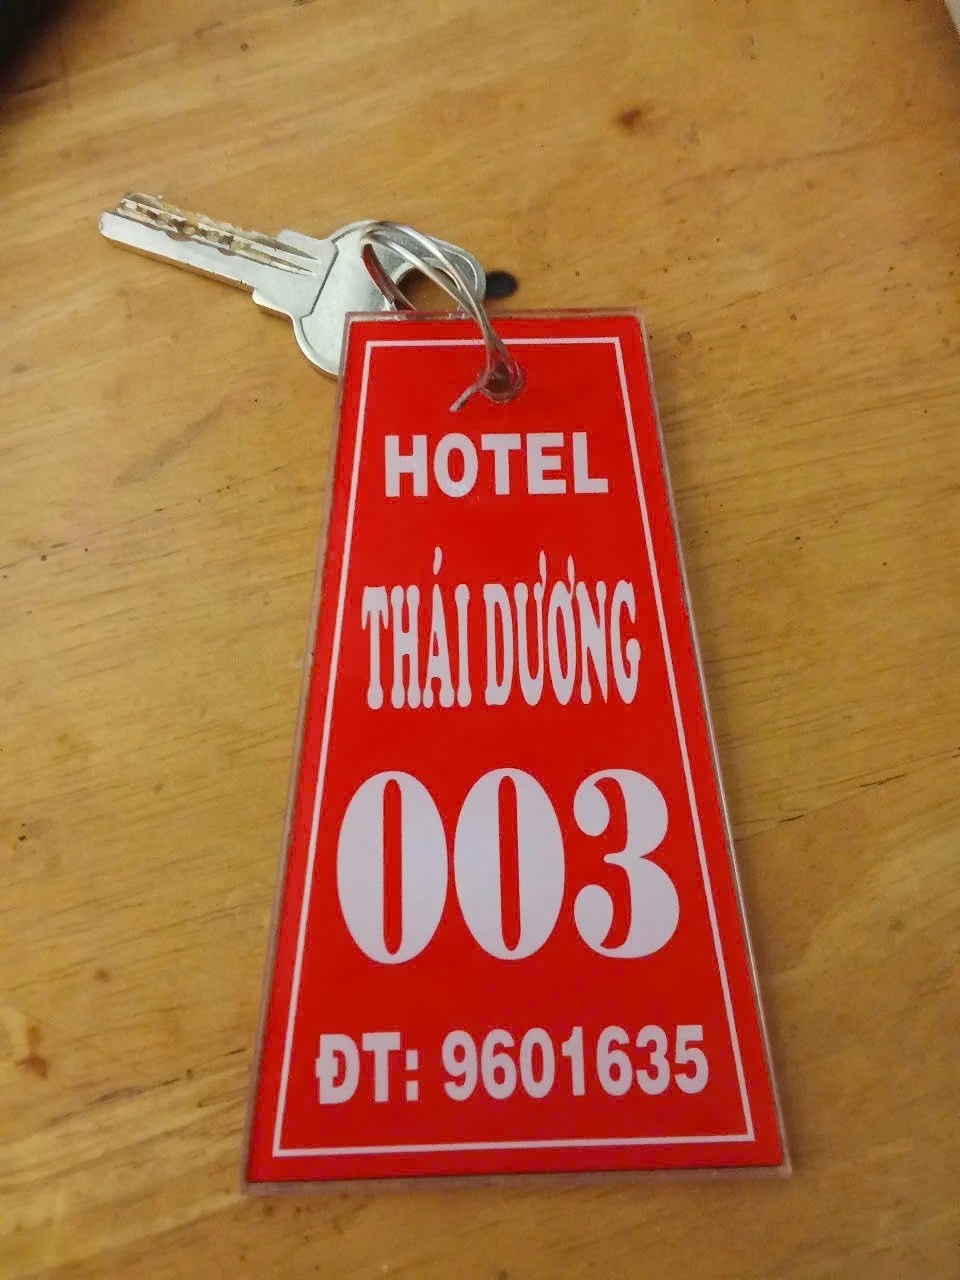 HOTEL
THÁI DƯƠNG
003
ĐT: 9601635